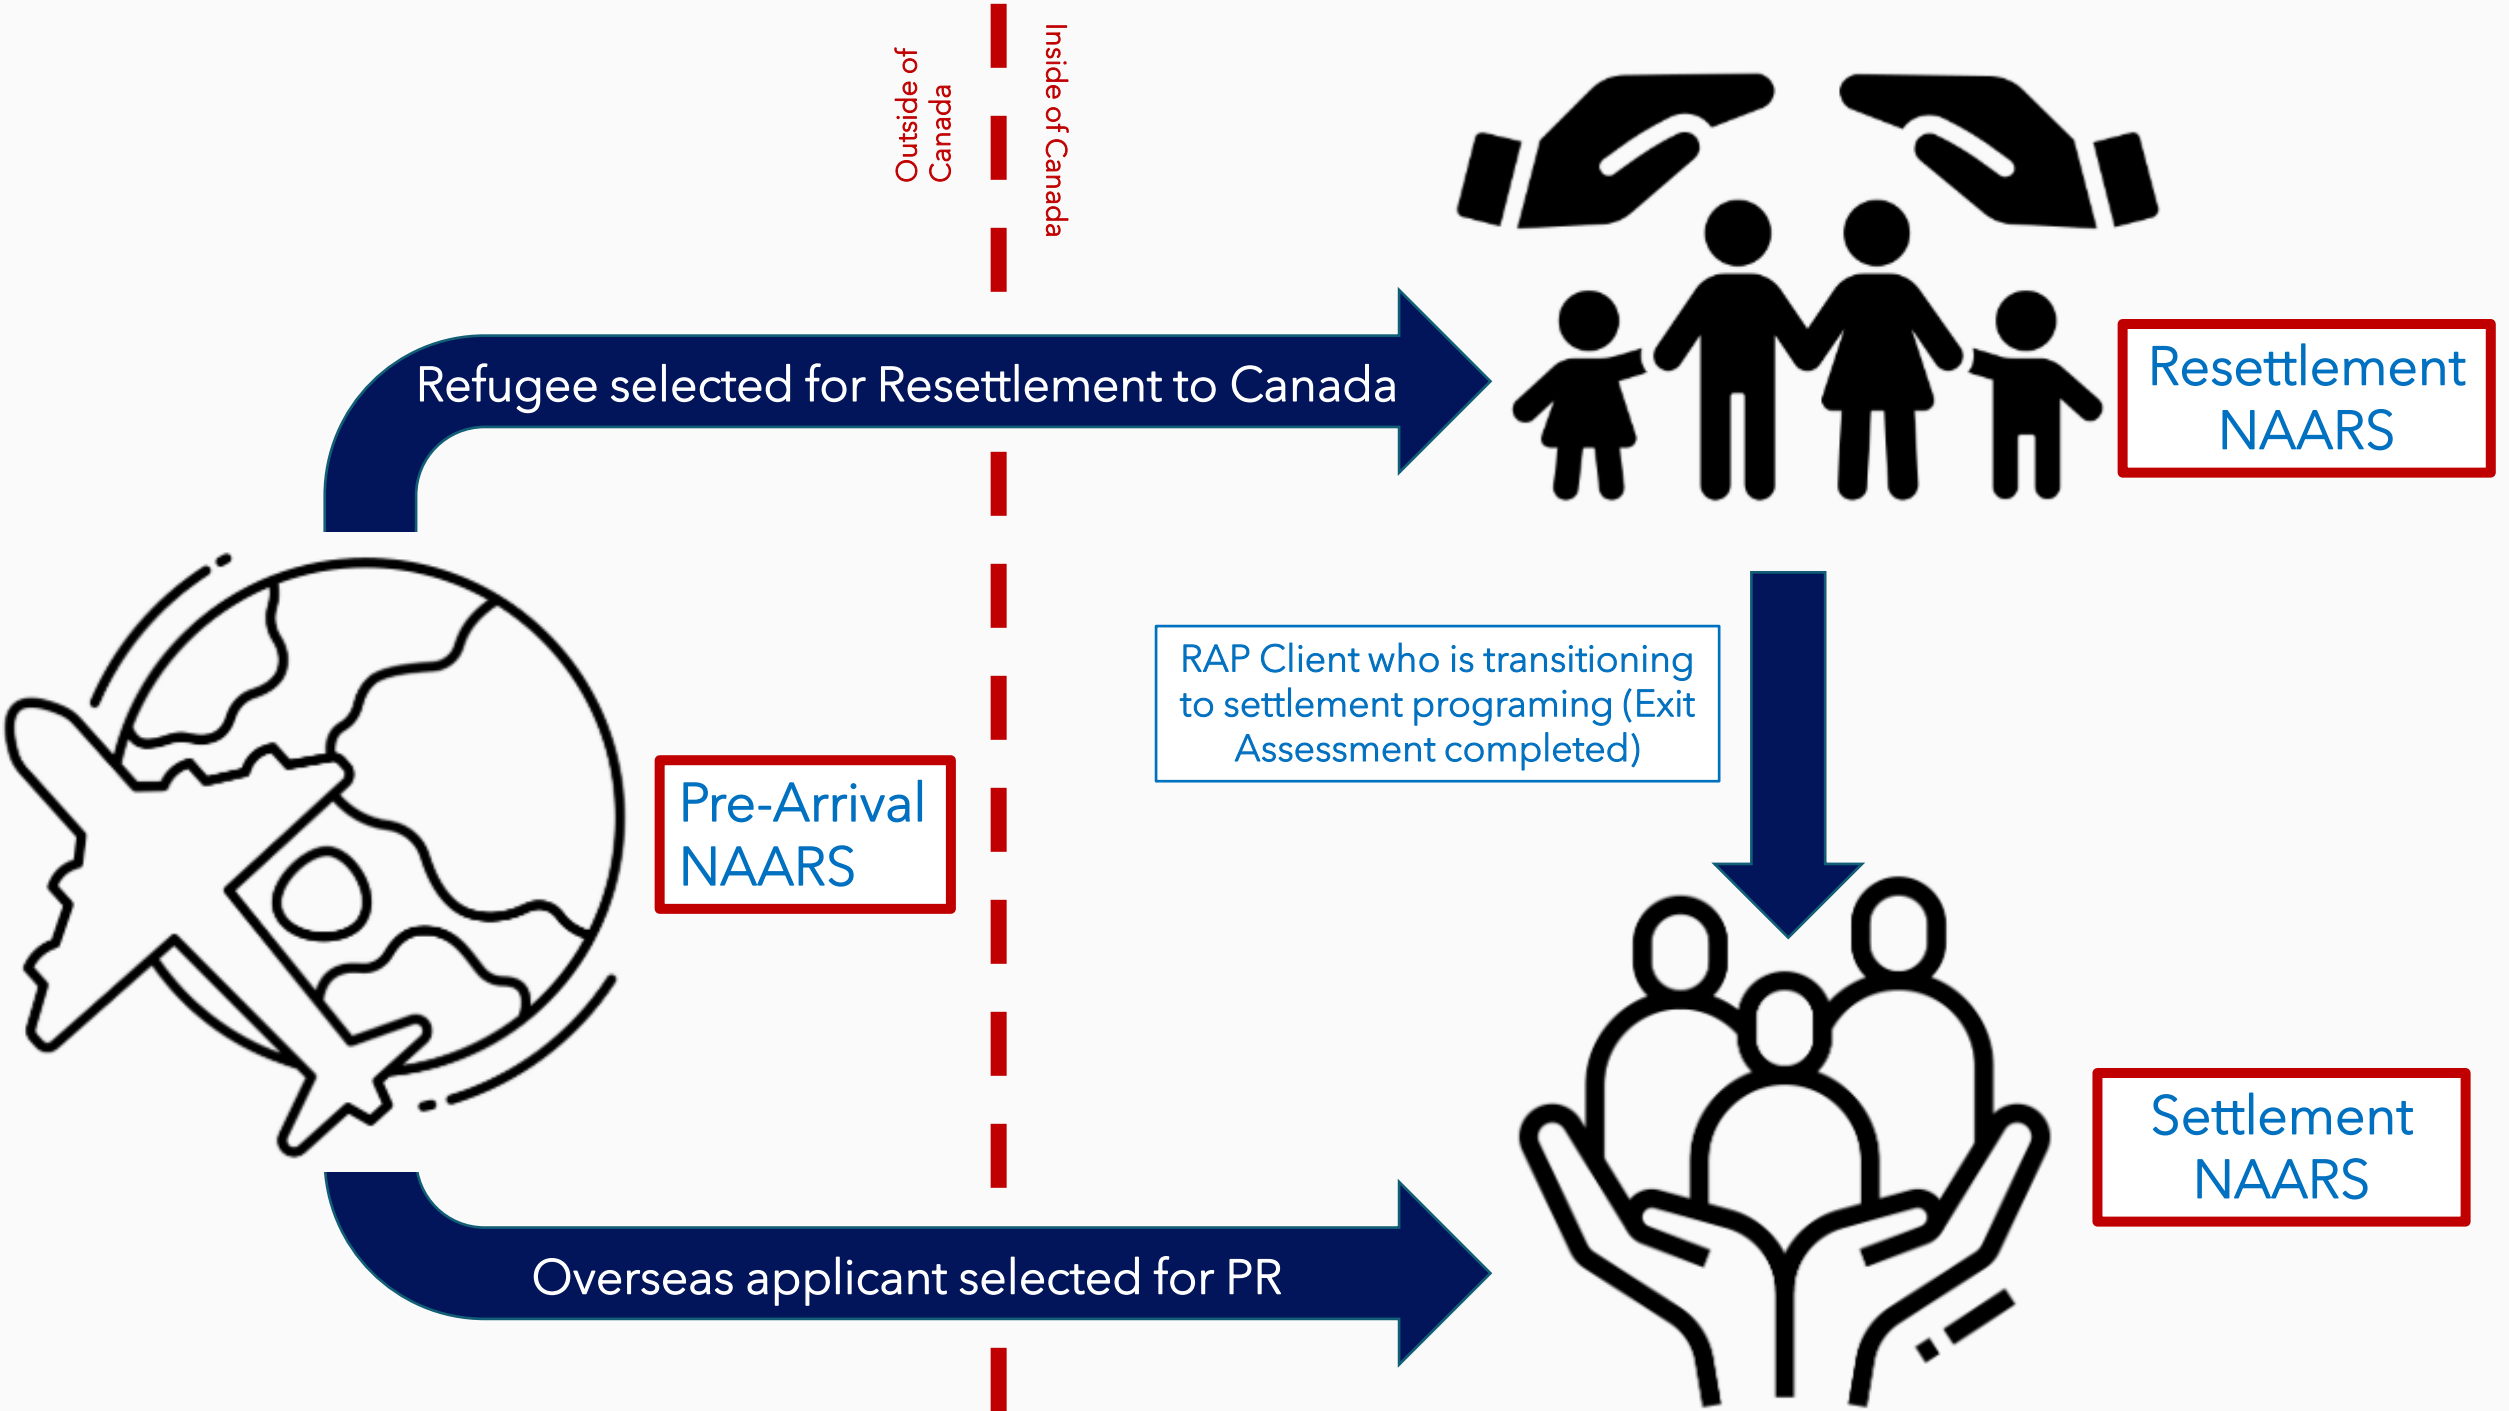 Outside of
Canada
Inside of Canada
Refugee selected for Resettlement to Canada
Resettlement
NAARS
RAP Client who is transitioning
to settlement programing (Exit
Assessment completed)
Pre-Arrival
NAARS
Settlement
NAARS
Overseas applicant selected for PR